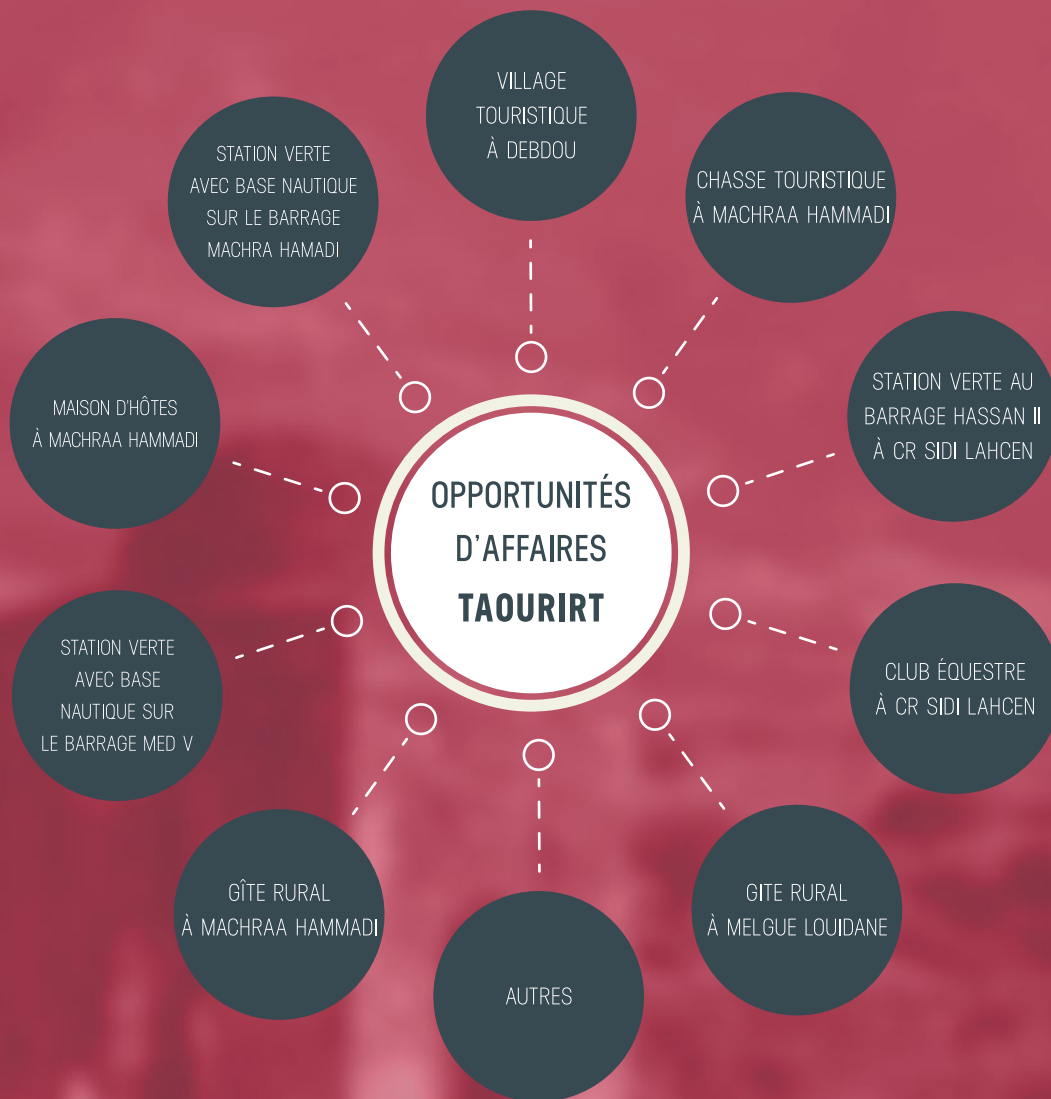 VILLAGE
TOURISTIQUE
À DEBDOU
STATION VERTE
AVEC BASE NAUTIQUE
SUR LE BARRAGE
MACHRA HAMADI
CHASSE TOURISTIQUE
À MACHRAA HAMMADI
MAISON D'HÔTES
À MACHRAA HAMMADI
STATION VERTE AU
BARRAGE HASSAN II
À CR SIDI LAHCEN
OPPORTUNITÉS
D'AFFAIRES
TAOURIRT
STATION VERTE
AVEC BASE
NAUTIQUE SUR
LE BARRAGE MED V
CLUB ÉQUESTRE
À CR SIDI LAHCEN
GÎTE RURAL
À MACHRAA HAMMADI
GITE RURAL
À MELGUE LOUIDANE
AUTRES